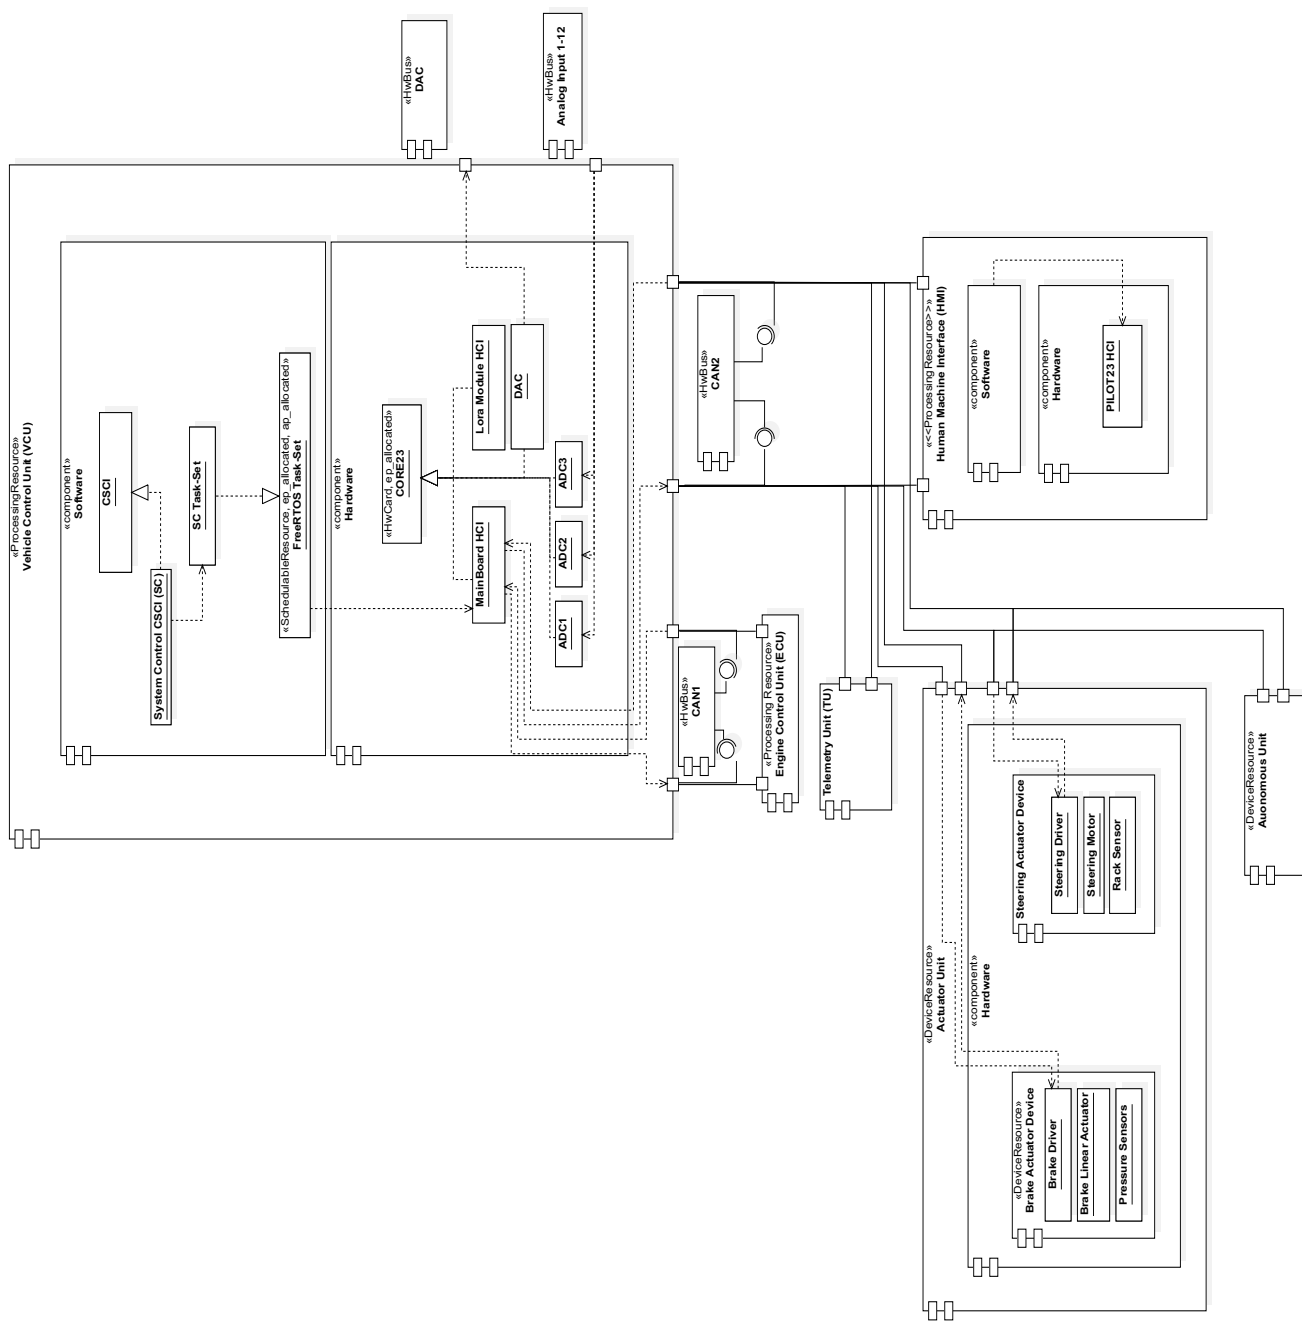 «HwBus»
DAC
«HwBus»
Analog Input 1-12
«ProcessingResource»
Vehicle Control Unit (VCU)
«component»
Software
CSCI
System Control CSCI (SC)
SC Task-Set
«SchedulableResource, ep_allocated, ap_allocated»
FreeRTOS Task-Set
«component»
Hardware
«HwCard, ep_allocated»
CORE23
MainBoard HCI
Lora Module HCI
DAC
ADC1
ADC2
ADC3
«HwBus»
CAN1
«HwBus»
CAN2
«Processing Resource»
Engine Control Unit (ECU)
Telemetry Unit (TU)
<<Processing Resource>>
Human Machine Interface (HMI)
«component»
Software
«component»
Hardware
PILOT23 HCI
«DeviceResource»
Actuator Unit
«component»
Hardware
Steering Actuator Device
Steering Driver
Steering Motor
Rack Sensor
«DeviceResource»
Brake Actuator Device
Brake Driver
Brake Linear Actuator
Pressure Sensors
«DeviceResource»
Auonomous Unit